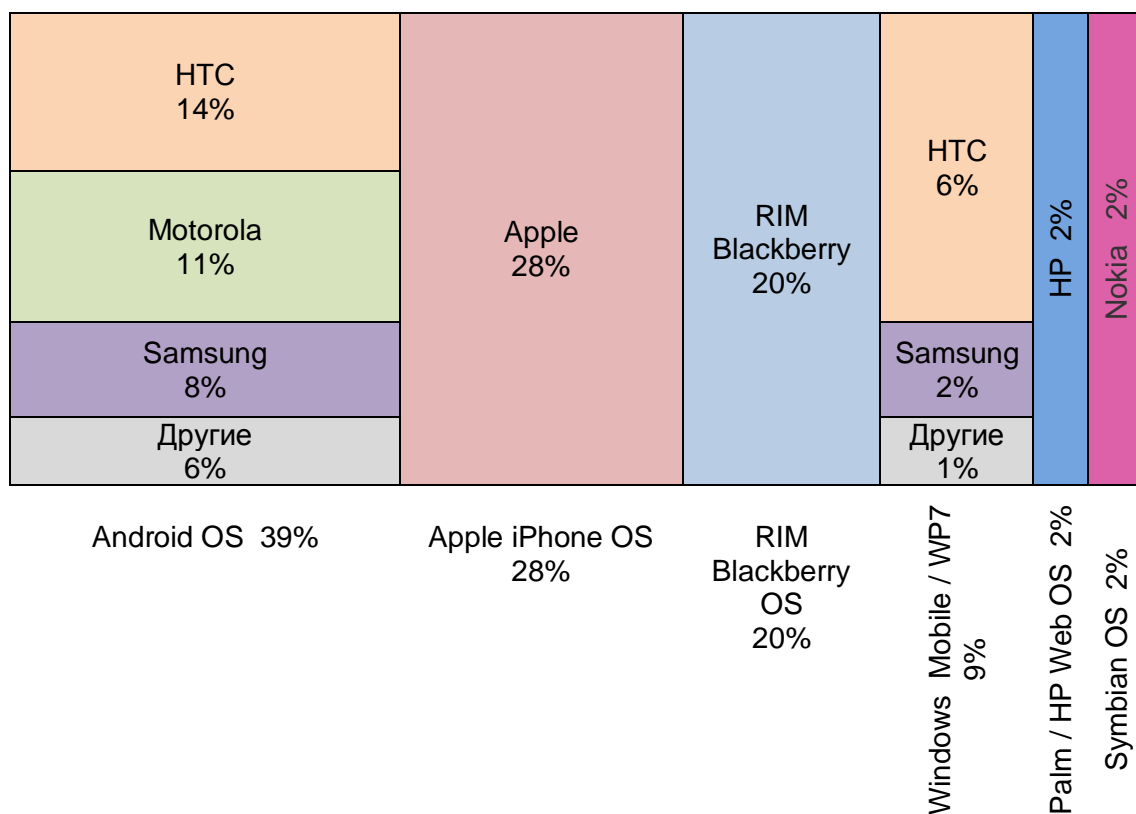 HTC
14%
Motorola
11%
Samsung
8%
Другие
6%
Apple
28%
RIM
Blackberry
20%
HTC
6%
Samsung
2%
Другие
1%
HP 2%
Nokia 2%
Android OS 39%
Apple iPhone OS
28%
RIM
Blackberry
OS
20%
Windows Mobile / WP7
9%
Palm / HP Web OS 2%
Symbian OS 2%